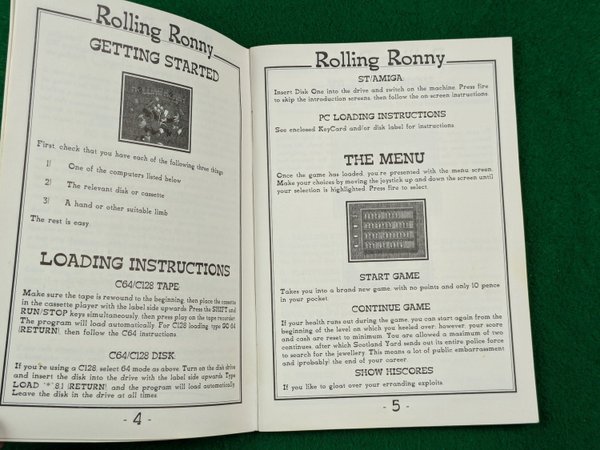 Rolling Ronny
GETTING STARTED
First check that you have each of the following three things
1) One of the computers listed below
2) The relevant disk or cassette
3) A hand or other suitable limb
The rest is easy.
LOADING INSTRUCTIONS
C64/C128 TAPE
Make sure the tape is rewound to the beginning, then place the cassette
in the cassette player with the label side upwards. Press the SHIFT and
RUN/STOP keys simultaneously, then press play on the tape recorder.
The program will load automatically. For C128 loading type GO 64
(RETURN), then follow the C64 instructions.
C64/C128 DISK
If you're using a C128, select 64 mode as above. Turn on the disk drive
and insert the disk into the drive with the label side upwards. Type
LOAD "*",8,1 (RETURN), and the program will load automatically.
Leave the disk in the drive at all times.
- 4 -
Rolling Ronny
ST/AMIGA
Insert Disk One into the drive and switch on the machine. Press fire
to skip the introduction screens, then follow the on-screen instructions.
PC LOADING INSTRUCTIONS
See enclosed KeyCard and/or disk label for instructions.
THE MENU
Once the game has loaded, you're presented with the menu screen.
Make your choices by moving the joystick up and down the screen until
your selection is highlighted. Press fire to select.
START GAME
Takes you into a brand new game with no points and only 10 pence
in your pocket.
CONTINUE GAME
If your health runs out during the game, you can start again from the
beginning of the level on which you keeled over; however, your score
and cash are reset to minimum. You are allowed a maximum of two
continues, after which Scotland Yard sends out its entire police force
to search for the jewellery. This means a lot of public embarrassment
and (probably) the end of your career.
SHOW HISCORES
If you like to gloat over your erranding exploits.
- 5 -